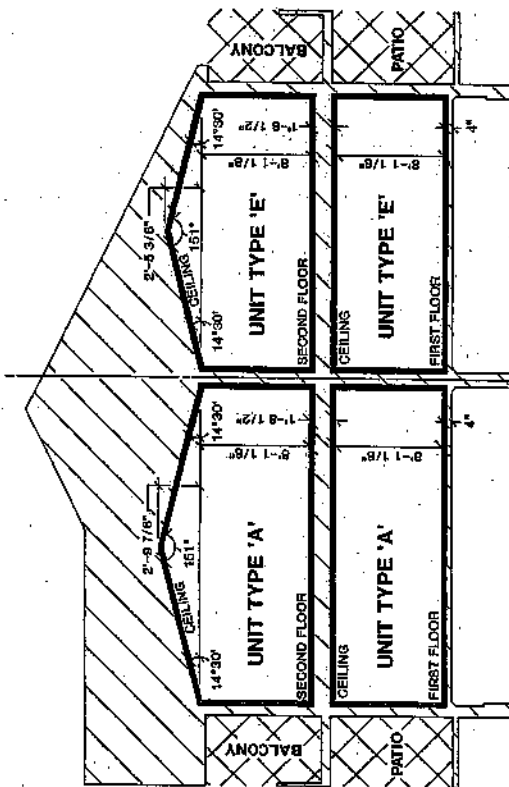 BALCONY
PATIO
2'-5 3/8"
14°30'
151°
CEILING
14°30'
1'-8 1/2"
8'-1 1/8"
UNIT TYPE 'E'
SECOND FLOOR
CEILING
8'-1 1/8"
UNIT TYPE 'E'
FIRST FLOOR
4"
2'-9 7/8"
14°30'
151°
CEILING
14°30'
1'-8 1/2"
8'-1 1/8"
UNIT TYPE 'A'
SECOND FLOOR
CEILING
8'-1 1/8"
UNIT TYPE 'A'
FIRST FLOOR
4"
BALCONY
PATIO